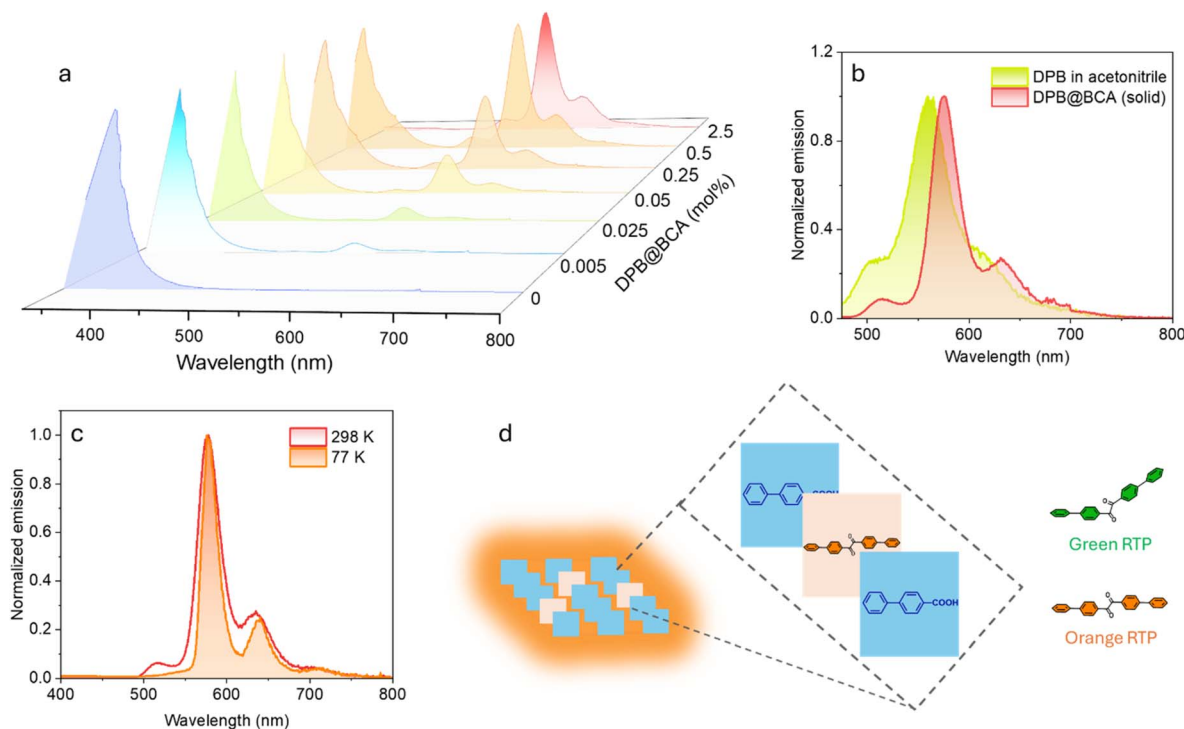 a
2.5
0.5
0.25
0.05
0.025
0.005
0
DPB@BCA (mol%)
400
500
600
700
800
Wavelength (nm)
b
DPB in acetonitrile
DPB@BCA (solid)
Normalized emission
1.2
0.8
0.4
0.0
500
600
700
800
Wavelength (nm)
c
298 K
77 K
Normalized emission
1.0
0.8
0.6
0.4
0.2
0.0
400
500
600
700
800
Wavelength (nm)
d
COOH
O
O
COOH
O
O
Green RTP
O
O
Orange RTP